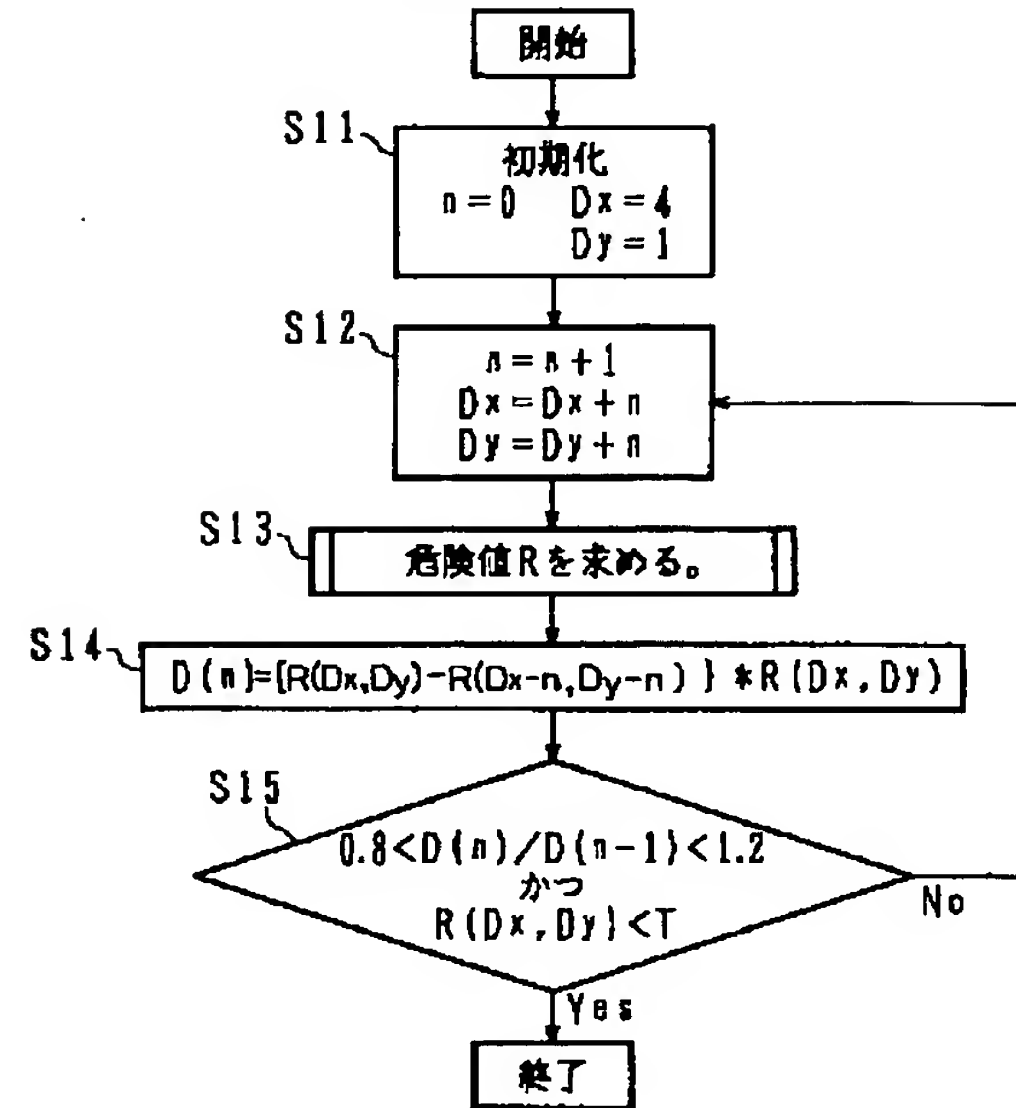 開始
S11
初期化
n=0 Dx=4
Dy=1
S12
n=n+1
Dx=Dx+n
Dy=Dy+n
S13
危険値Rを求める。
S14
D(n)={R(Dx,Dy)-R(Dx-n,Dy-n)}*R(Dx,Dy)
S15
0.8<D(n)/D(n-1)<1.2
かつ
R(Dx,Dy)<T
No
Yes
終了